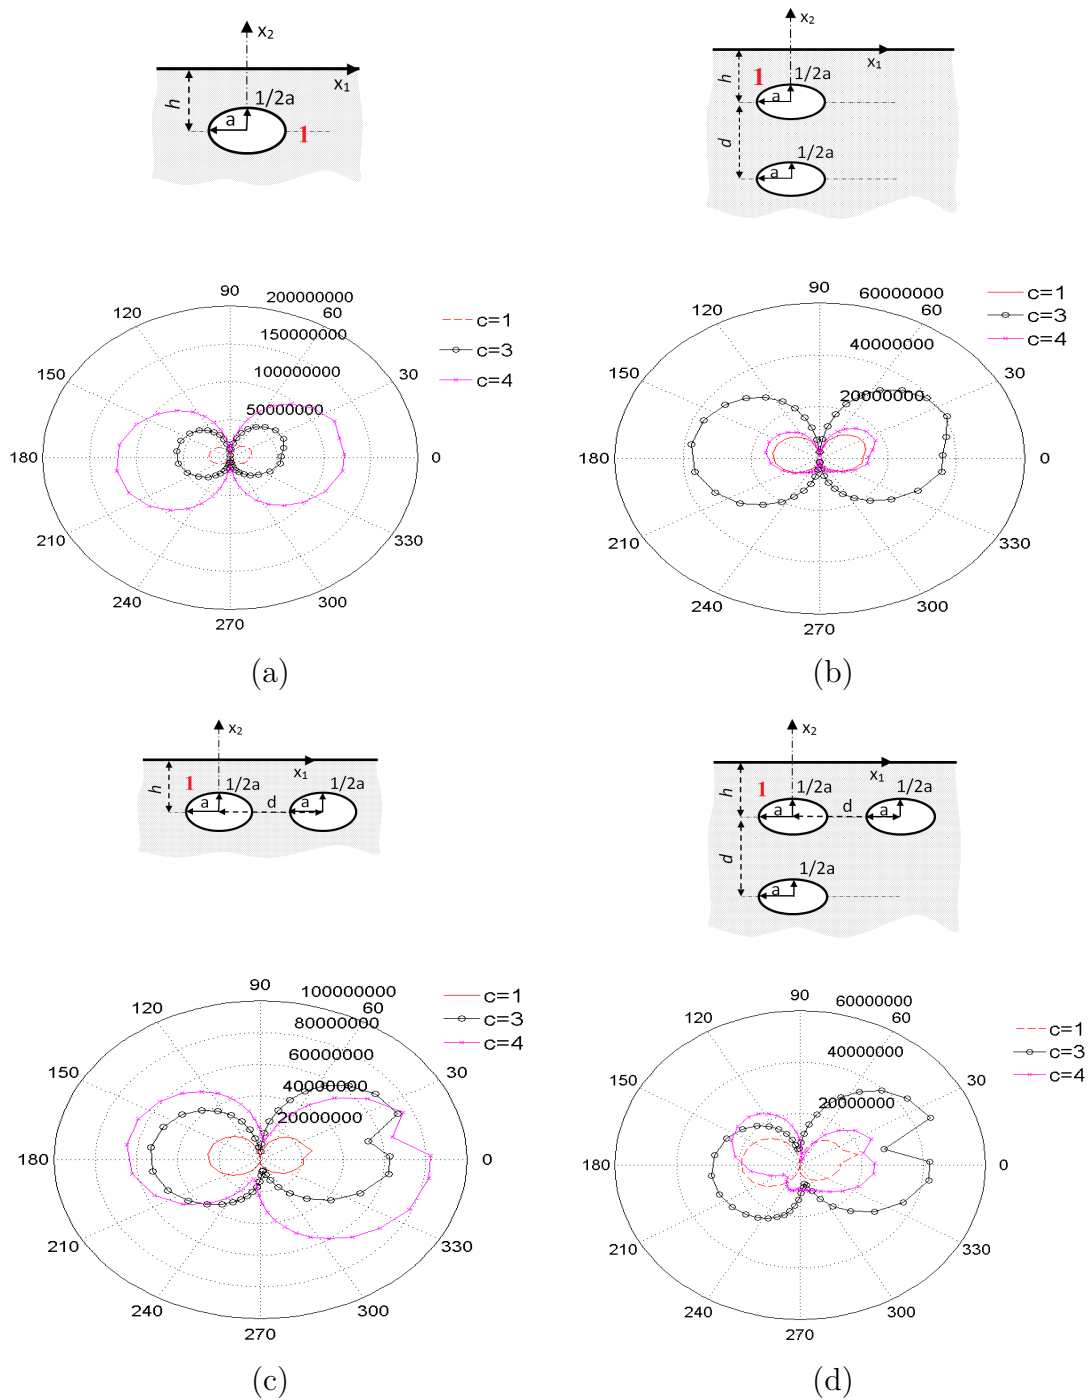 x2
x1
h
1/2a
a
1
x2
x1
h
1
a
1/2a
d
a
1/2a
90
200000000
120
60
150000000
150
100000000
30
50000000
180
0
210
330
240
300
270
c=1
c=3
c=4
(a)
90
60000000
120
60
40000000
150
20000000
30
180
0
210
330
240
300
270
c=1
c=3
c=4
(b)
x2
x1
h
1
1/2a
1/2a
a
d
a
x2
x1
h
1
1/2a
1/2a
a
d
a
d
1/2a
a
90
100000000
120
60
80000000
60000000
150
40000000
30
20000000
180
0
210
330
240
300
270
c=1
c=3
c=4
(c)
90
60000000
120
60
40000000
150
20000000
30
180
0
210
330
240
300
270
c=1
c=3
c=4
(d)